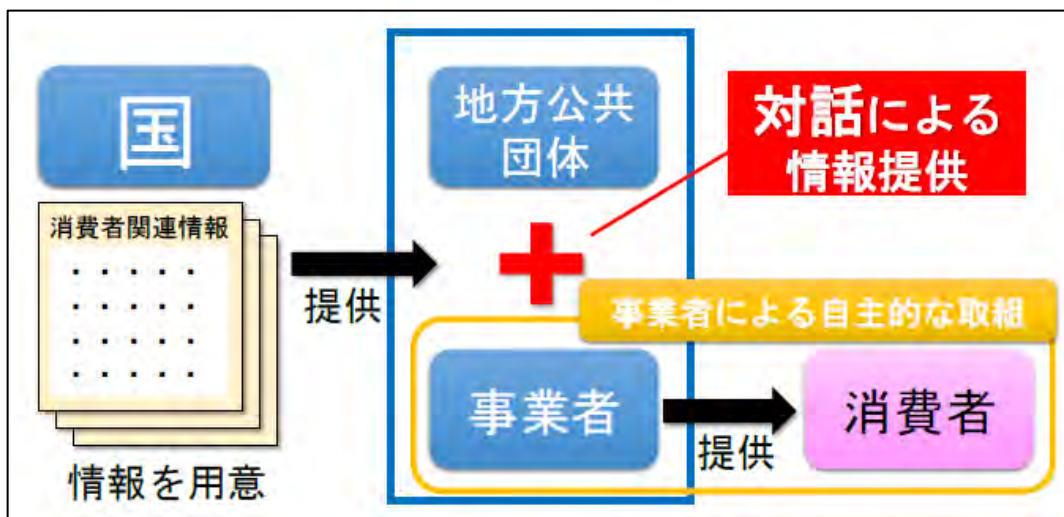 国
消費者関連情報
・・・・・
・・・・・
・・・・・
・・・・・
情報を用意
提供
地方公共
団体
対話による
情報提供
事業者による自主的な取組
事業者
提供
消費者